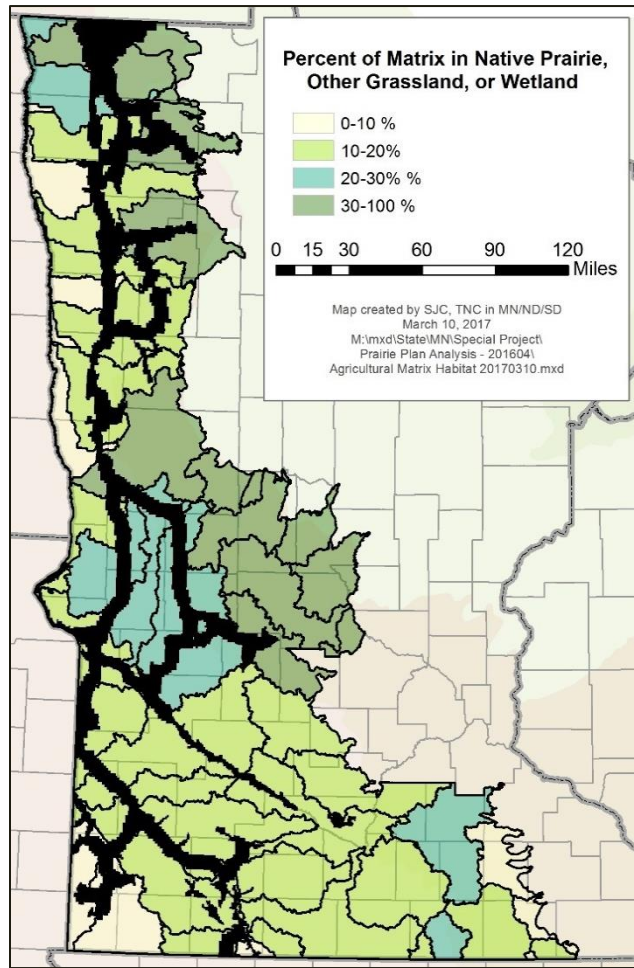 Percent of Matrix in Native Prairie,
Other Grassland, or Wetland
0-10 %
10-20%
20-30% %
30-100 %
0 15 30 60 90 120
Miles
Map created by SJC, TNC in MN/ND/SD
March 10, 2017
M:\mxd\State\MN\Special Project\
Prairie Plan Analysis - 201604\
Agricultural Matrix Habitat 20170310.mxd